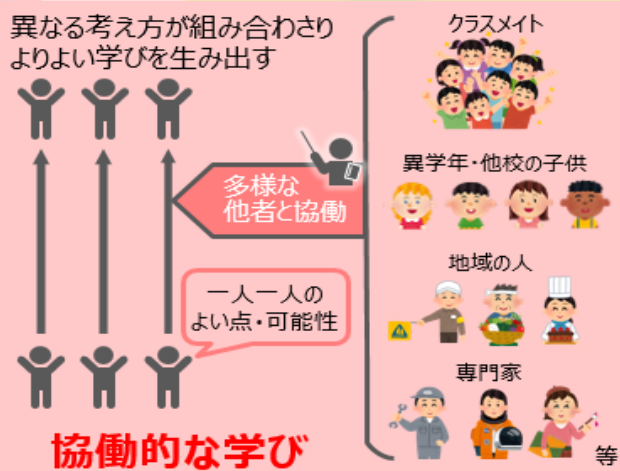 異なる考え方が組み合わさり
よりよい学びを生み出す
多様な
他者と協働
一人一人の
よい点・可能性
協働的な学び
クラスメイト
異学年・他校の子供
地域の人
専門家
等